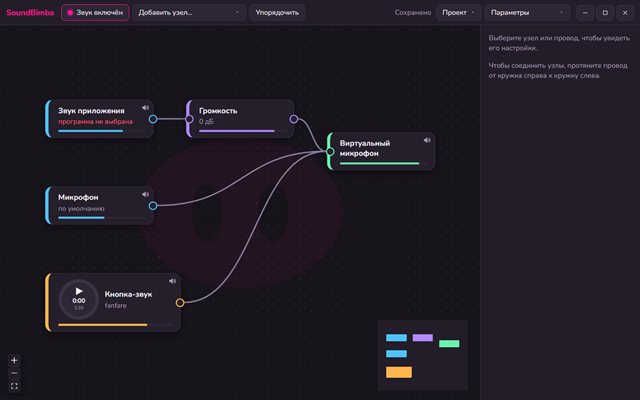 SoundBimba
Звук включён
Добавить узел...
Упорядочить
Сохранено
Проект
Параметры
Выберите узел или провод, чтобы увидеть
его настройки.
Чтобы соединить узлы, протяните провод
от кружка справа к кружку слева.
Звук приложения
программа не выбрана
Громкость
0 дБ
Виртуальный
микрофон
Микрофон
по умолчанию
0:00
Кнопка-звук
fanfare